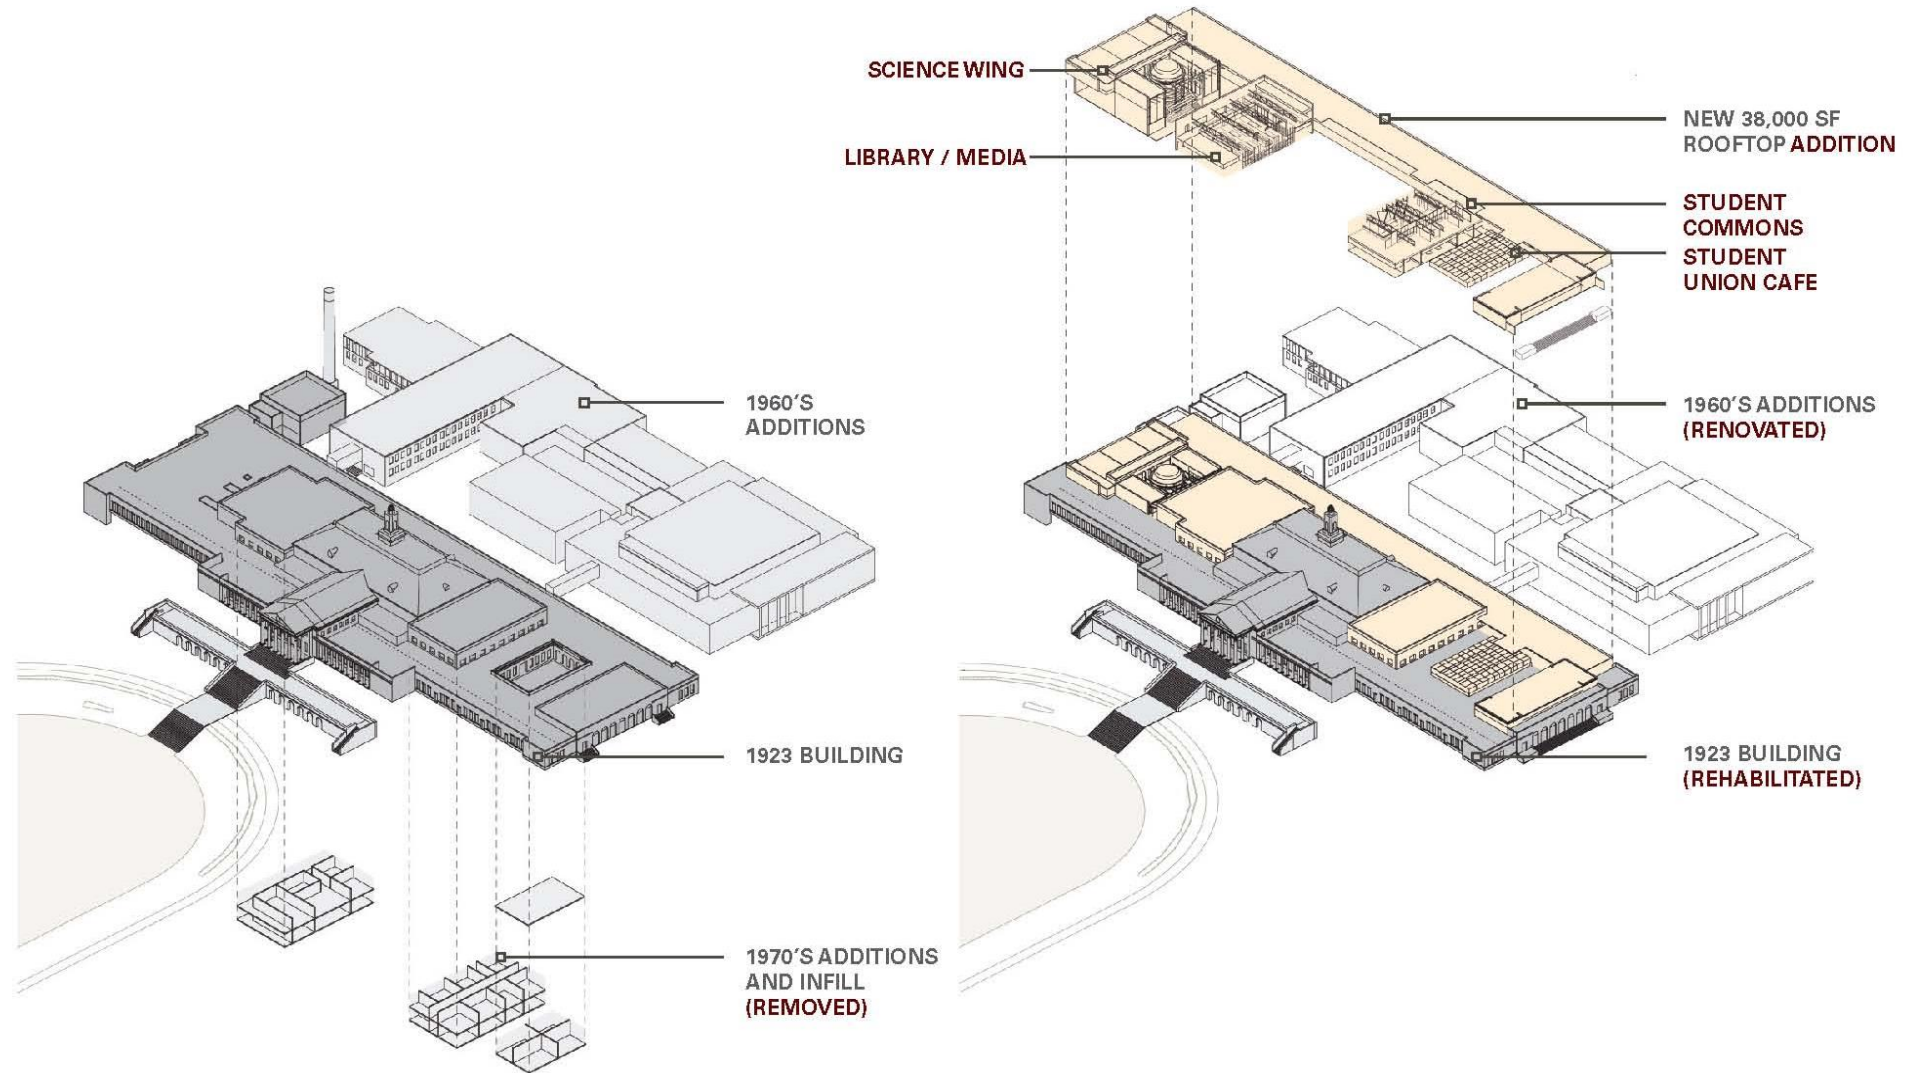 SCIENCE WING
LIBRARY / MEDIA
NEW 38,000 SF
ROOFTOP ADDITION
STUDENT
COMMONS
STUDENT
UNION CAFE
1960'S
ADDITIONS
1960'S ADDITIONS
(RENOVATED)
1923 BUILDING
1923 BUILDING
(REHABILITATED)
1970'S ADDITIONS
AND INFILL
(REMOVED)